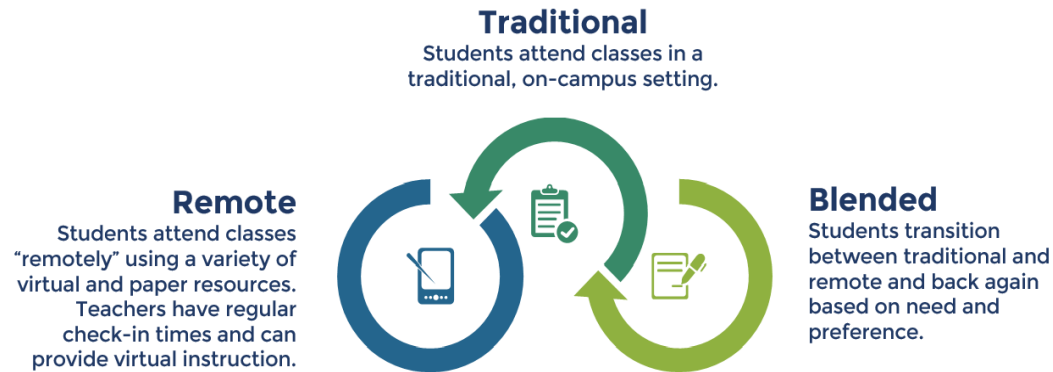 Traditional
Students attend classes in a
traditional, on-campus setting.
Remote
Students attend classes
“remotely” using a variety of
virtual and paper resources.
Teachers have regular
check-in times and can
provide virtual instruction.
Blended
Students transition
between traditional and
remote and back again
based on need and
preference.